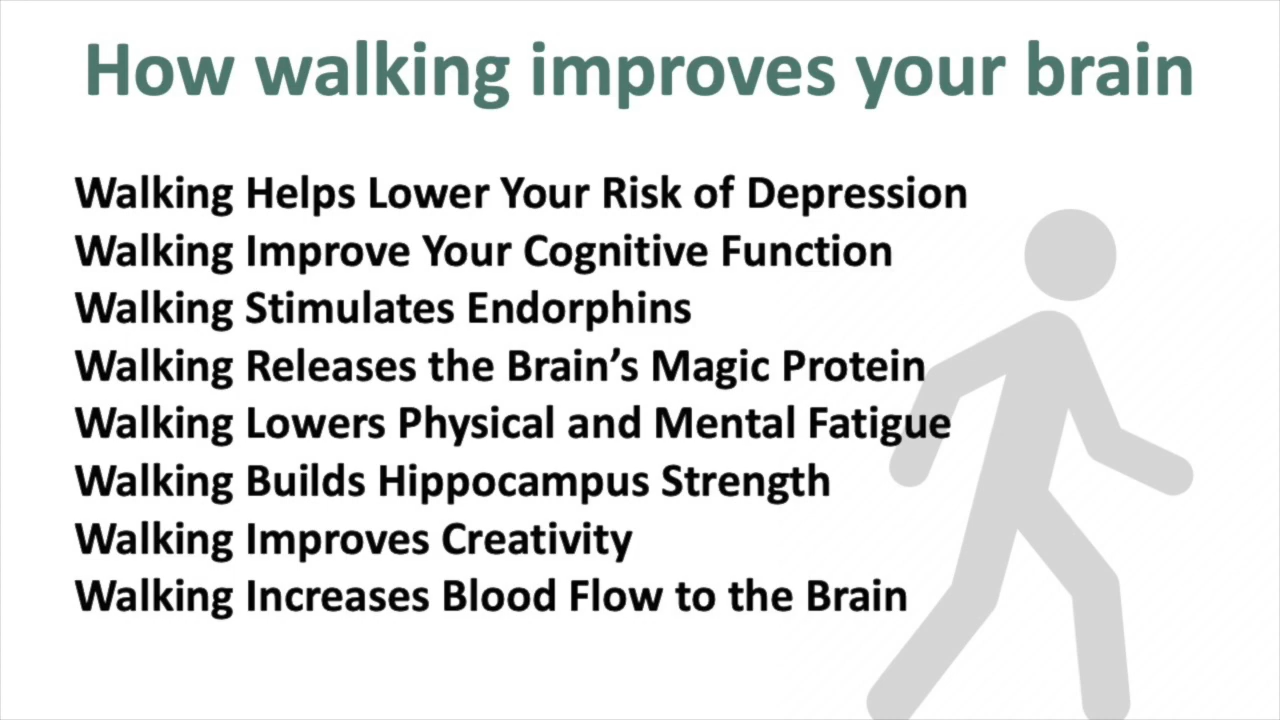 How walking improves your brain
Walking Helps Lower Your Risk of Depression
Walking Improve Your Cognitive Function
Walking Stimulates Endorphins
Walking Releases the Brain’s Magic Protein
Walking Lowers Physical and Mental Fatigue
Walking Builds Hippocampus Strength
Walking Improves Creativity
Walking Increases Blood Flow to the Brain